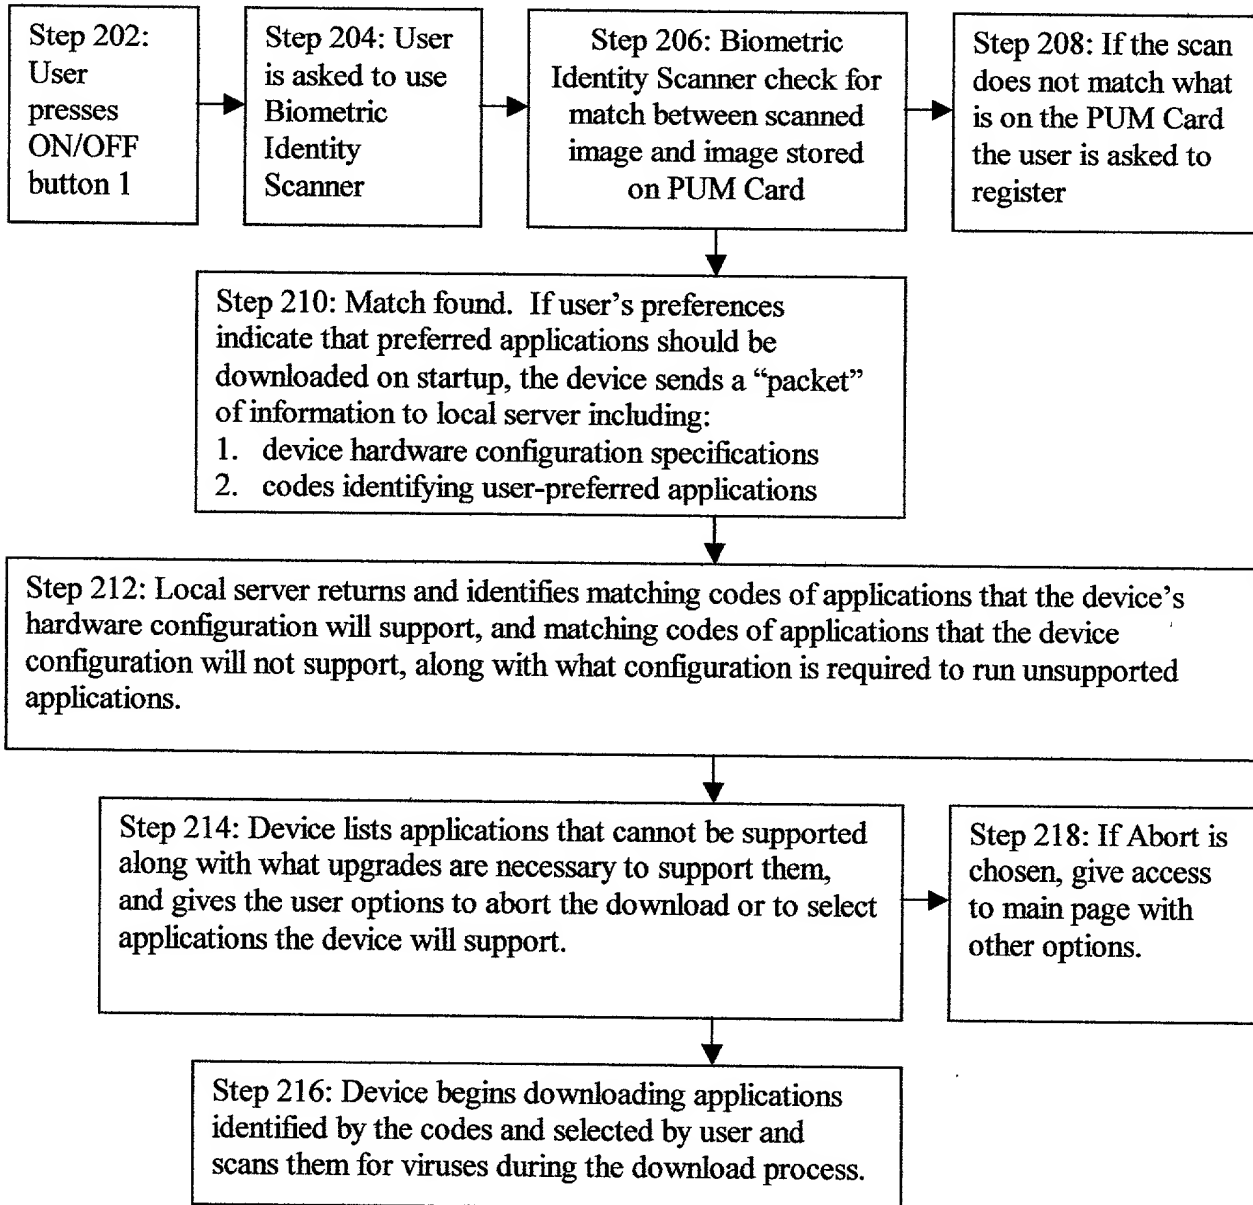 Step 202:
User
presses
ON/OFF
button 1
Step 204: User
is asked to use
Biometric
Identity
Scanner
Step 206: Biometric
Identity Scanner check for
match between scanned
image and image stored
on PUM Card
Step 208: If the scan
does not match what
is on the PUM Card
the user is asked to
register
Step 210: Match found. If user’s preferences
indicate that preferred applications should be
downloaded on startup, the device sends a “packet”
of information to local server including:
1. device hardware configuration specifications
2. codes identifying user-preferred applications
Step 212: Local server returns and identifies matching codes of applications that the device’s
hardware configuration will support, and matching codes of applications that the device
configuration will not support, along with what configuration is required to run unsupported
applications.
Step 214: Device lists applications that cannot be supported
along with what upgrades are necessary to support them,
and gives the user options to abort the download or to select
applications the device will support.
Step 218: If Abort is
chosen, give access
to main page with
other options.
Step 216: Device begins downloading applications
identified by the codes and selected by user and
scans them for viruses during the download process.